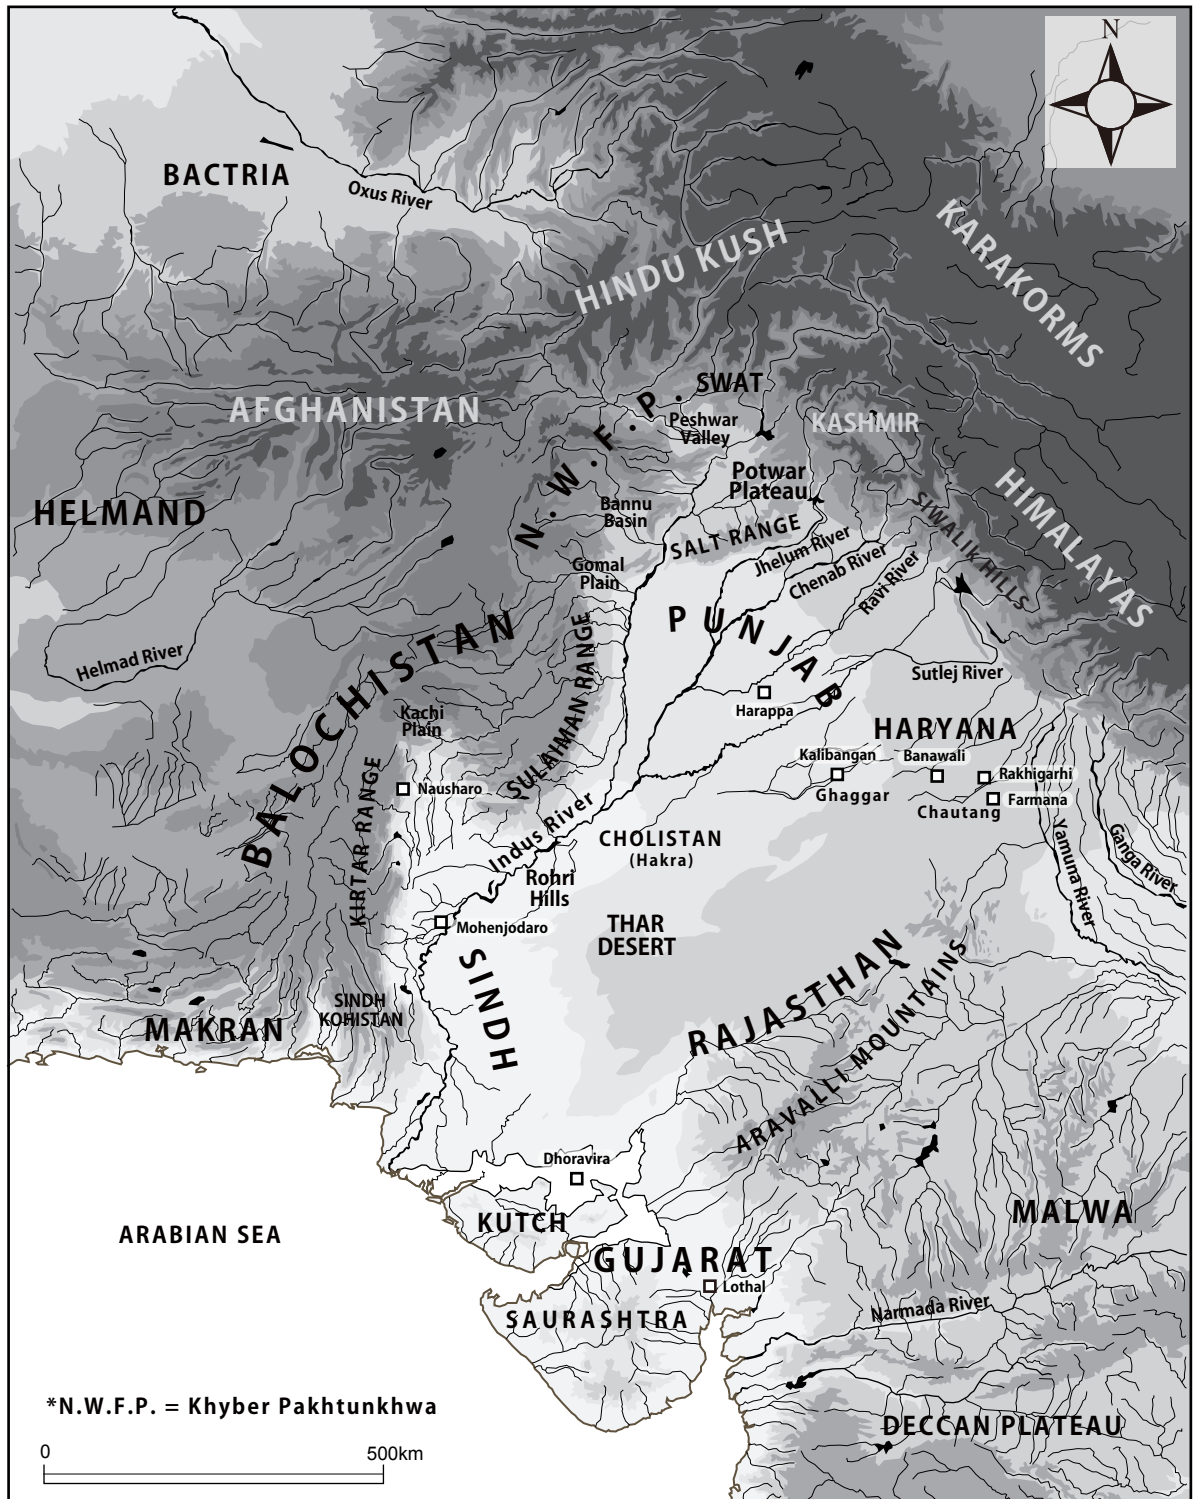 N
BACTRIA
Oxus River
KARAKORMS
HINDU KUSH
SWAT
AFGHANISTAN
N.W.F.P.
Peshwar
Valley
KASHMIR
Potwar
Plateau
HIMALAYAS
HELMAND
Bannu
Basin
SIWALIK HILLS
SALT RANGE
Jhelum River
Chenab River
Ravi River
Gomal
Plain
PUNJAB
BALOCHISTAN
Helmad River
SULAIMAN RANGE
Sutlej River
Harappa
Kachi
Plain
HARYANA
Kalibangan
Banawali
Rakhigarhi
KIRTAR RANGE
Nausharo
Ghaggar
Farmana
Chautang
Indus River
CHOLISTAN
(Hakra)
Yamuna River
Ganga River
Rohri
Hills
Mohenjodaro
THAR
DESERT
SINDH
RAJASTHAN
ARAVALLI MOUNTAINS
SINDH
KOHISTAN
MAKRAN
Dhoravira
KUTCH
MALWA
ARABIAN SEA
GUJARAT
Lothal
SAURASHTRA
Narmada River
*N.W.F.P. = Khyber Pakhtunkhwa
DECCAN PLATEAU
0 500km